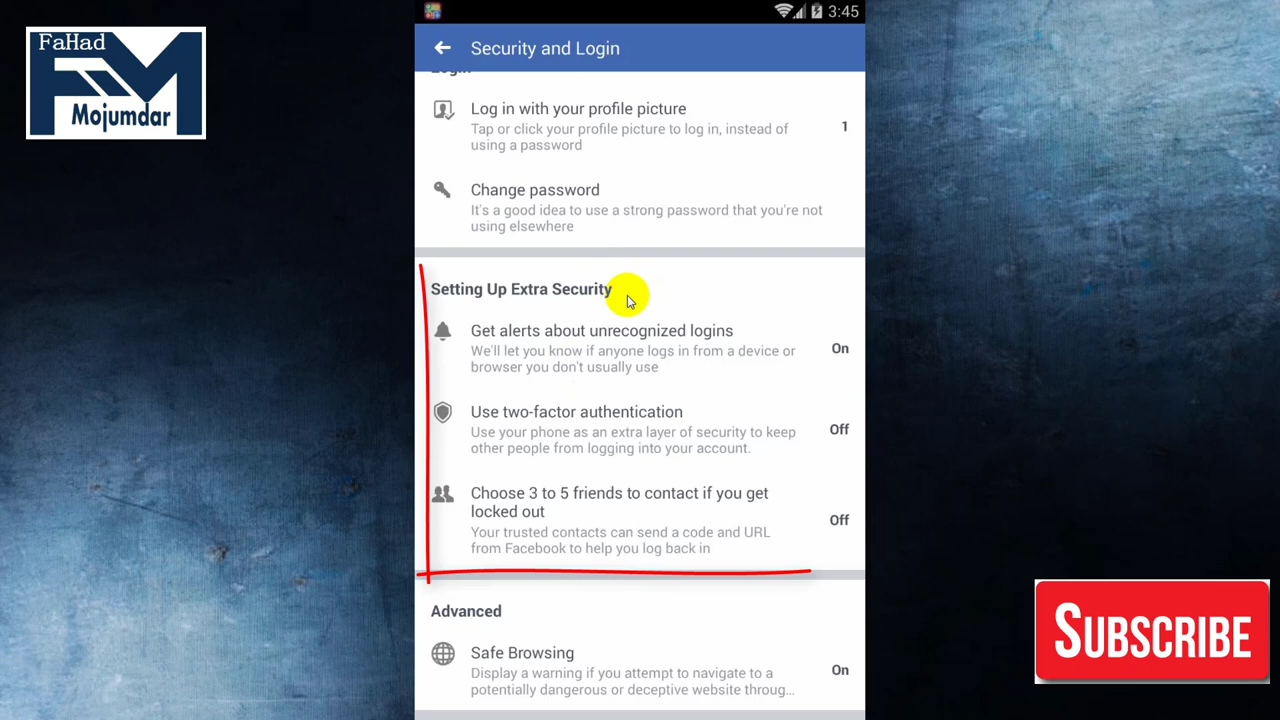 FaHad
FM
Mojumdar
3:45
Security and Login
Login
Log in with your profile picture
Tap or click your profile picture to log in, instead of
using a password
1
Change password
It's a good idea to use a strong password that you're not
using elsewhere
Setting Up Extra Security
Get alerts about unrecognized logins
We'll let you know if anyone logs in from a device or
browser you don't usually use
On
Use two-factor authentication
Use your phone as an extra layer of security to keep
other people from logging into your account.
Off
Choose 3 to 5 friends to contact if you get
locked out
Your trusted contacts can send a code and URL
from Facebook to help you log back in
Off
Advanced
Safe Browsing
Display a warning if you attempt to navigate to a
potentially dangerous or deceptive website throug...
On
SUBSCRIBE